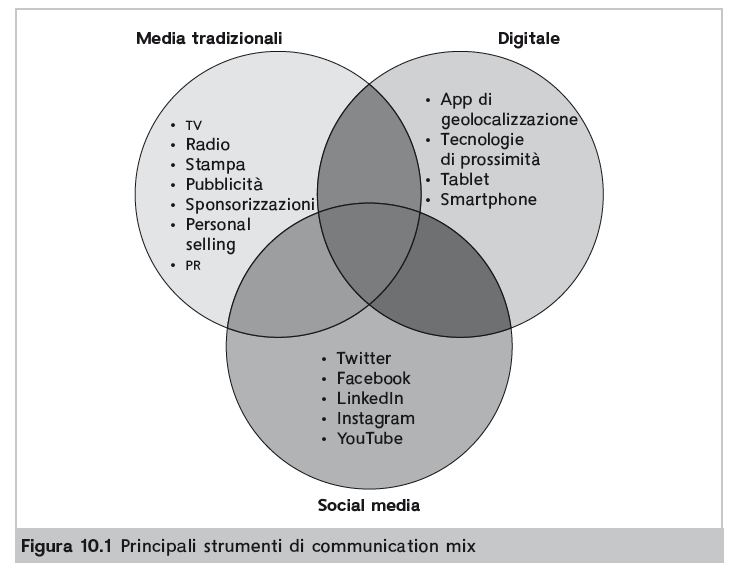 Media tradizionali
• TV
• Radio
• Stampa
• Pubblicità
• Sponsorizzazioni
• Personal
selling
• PR
Digitale
• App di
geolocalizzazione
• Tecnologie
di prossimità
• Tablet
• Smartphone
• Twitter
• Facebook
• LinkedIn
• Instagram
• YouTube
Social media
Figura 10.1 Principali strumenti di communication mix